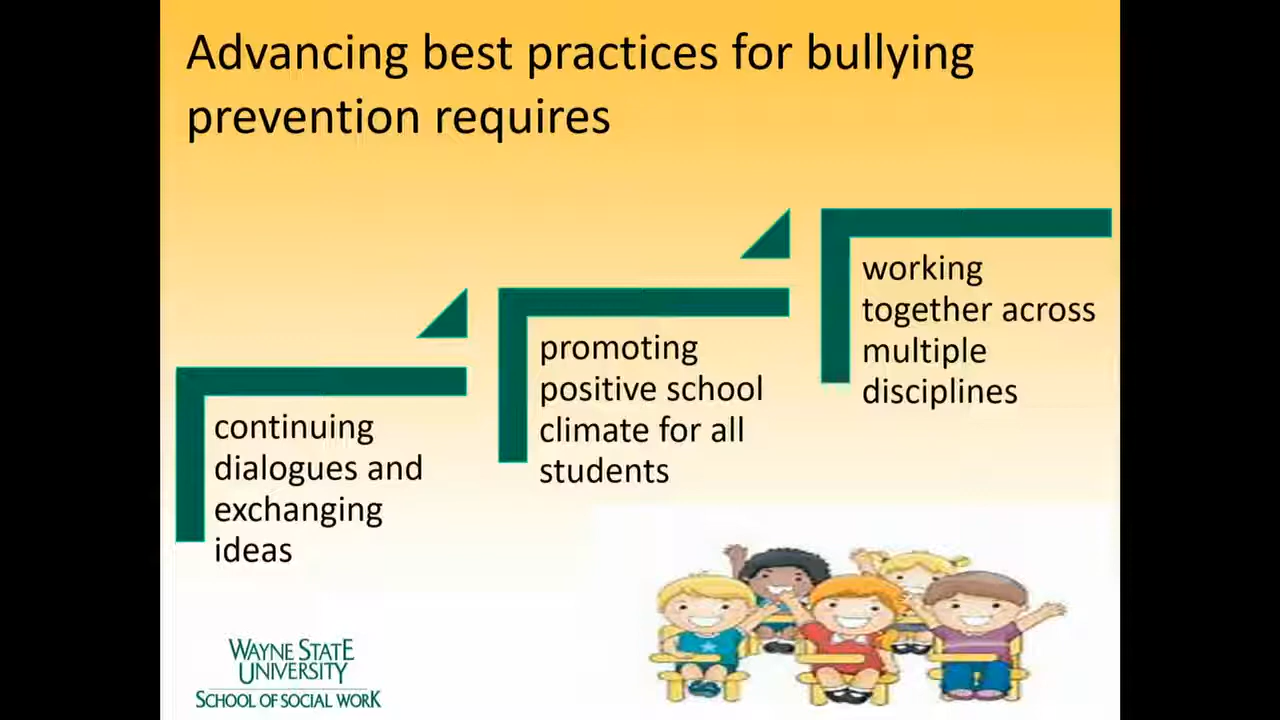 Advancing best practices for bullying
prevention requires
continuing
dialogues and
exchanging
ideas
promoting
positive school
climate for all
students
working
together across
multiple
disciplines
WAYNE STATE
UNIVERSITY
SCHOOL OF SOCIAL WORK